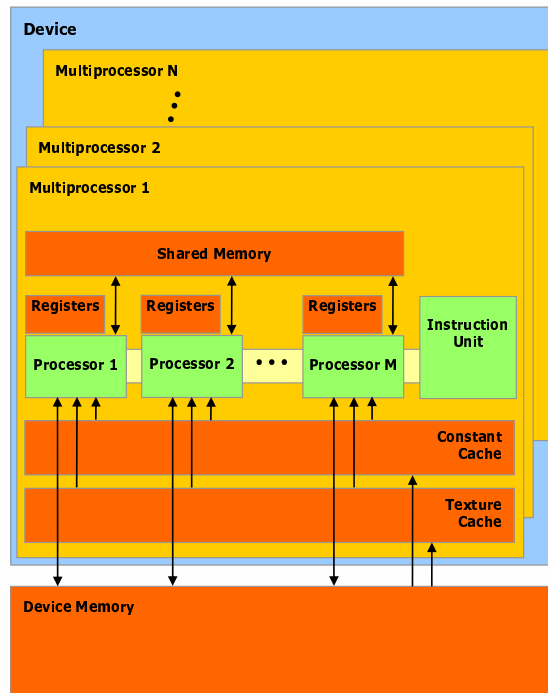 Device
Multiprocessor N
Multiprocessor 2
Multiprocessor 1
Shared Memory
Registers
Registers
Registers
Processor 1
Processor 2
Processor M
Instruction
Unit
Constant
Cache
Texture
Cache
Device Memory